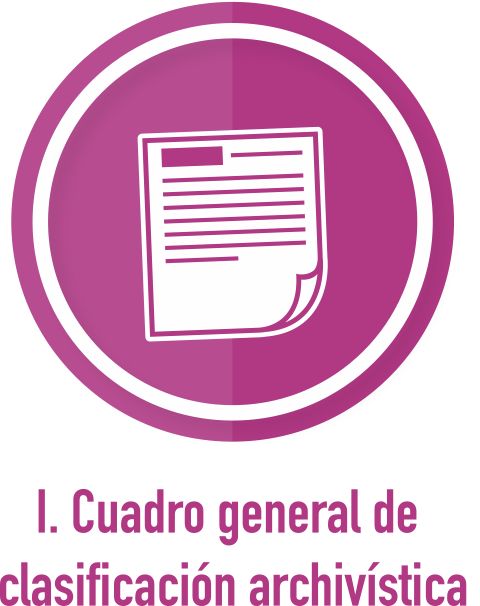 I. Cuadro general de
clasificación archivística